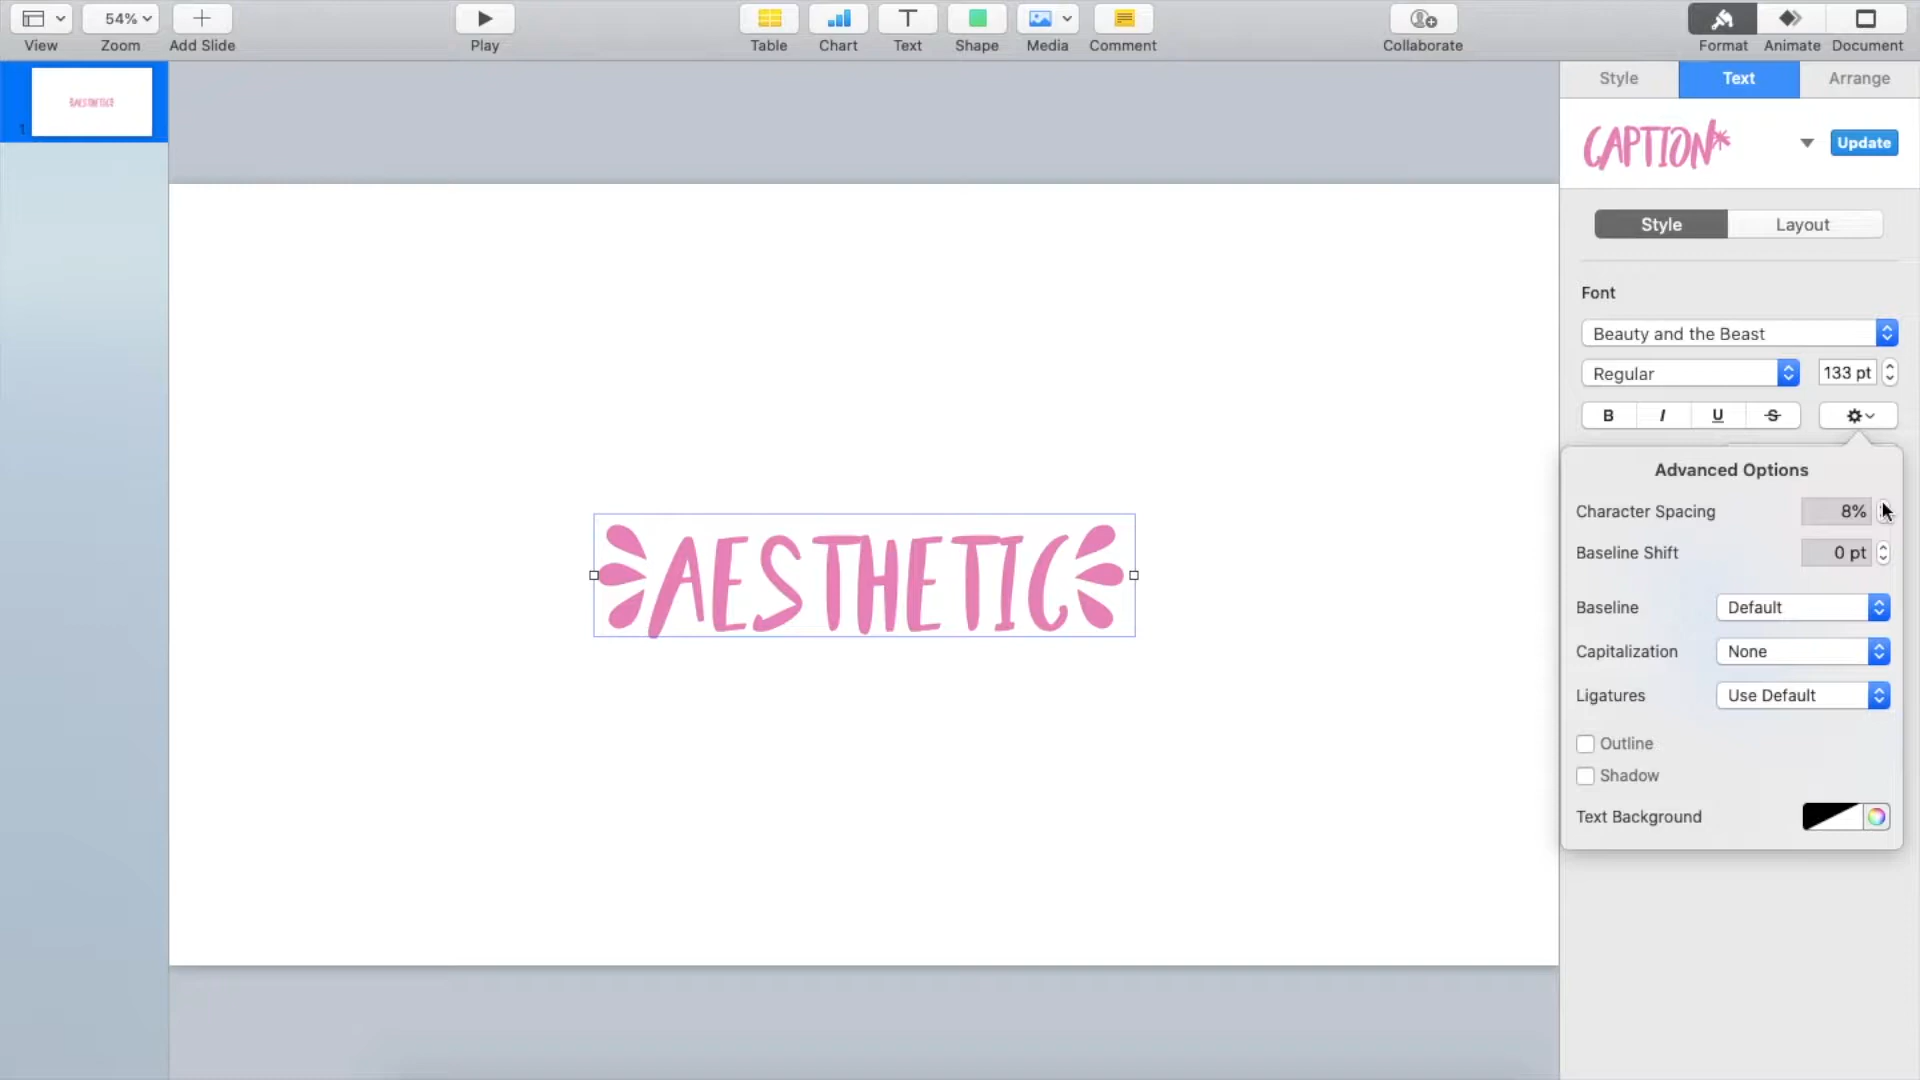 54%
View
Zoom
Add Slide
Play
Table
Chart
Text
Shape
Media
Comment
Collaborate
Format
Animate
Document
AESTHETIC
1
Style
Text
Arrange
CAPTION*
Update
Style
Layout
Font
Beauty and the Beast
Regular
133 pt
B
I
U
S
Advanced Options
Character Spacing
8%
Baseline Shift
0 pt
Baseline
Default
Capitalization
None
Ligatures
Use Default
Outline
Shadow
Text Background
AESTHETIC